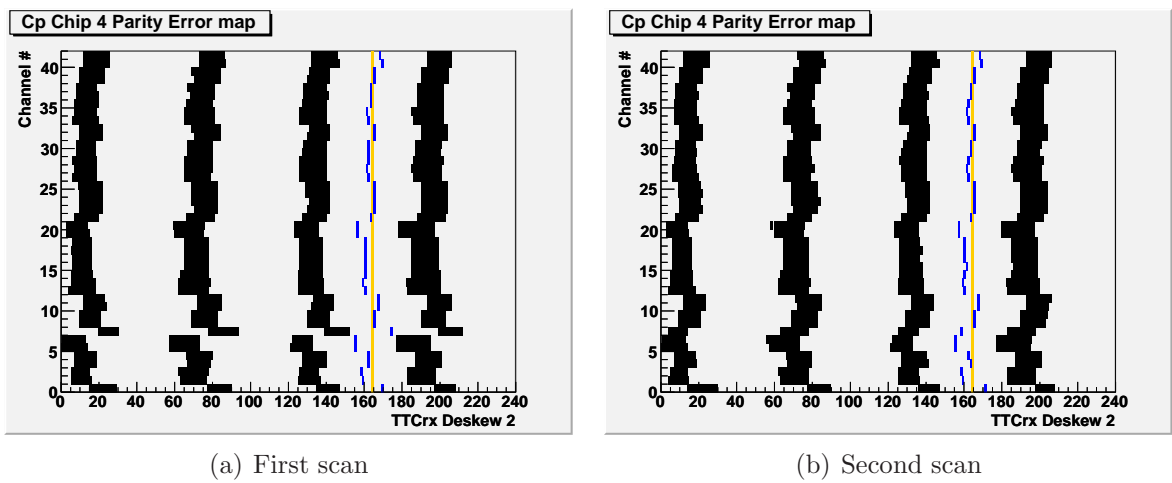 Cp Chip 4 Parity Error map
Channel #
40
35
30
25
20
15
10
5
0
0 20 40 60 80 100 120 140 160 180 200 220 240
TTCrx Deskew 2
(a) First scan
Cp Chip 4 Parity Error map
Channel #
40
35
30
25
20
15
10
5
0
0 20 40 60 80 100 120 140 160 180 200 220 240
TTCrx Deskew 2
(b) Second scan